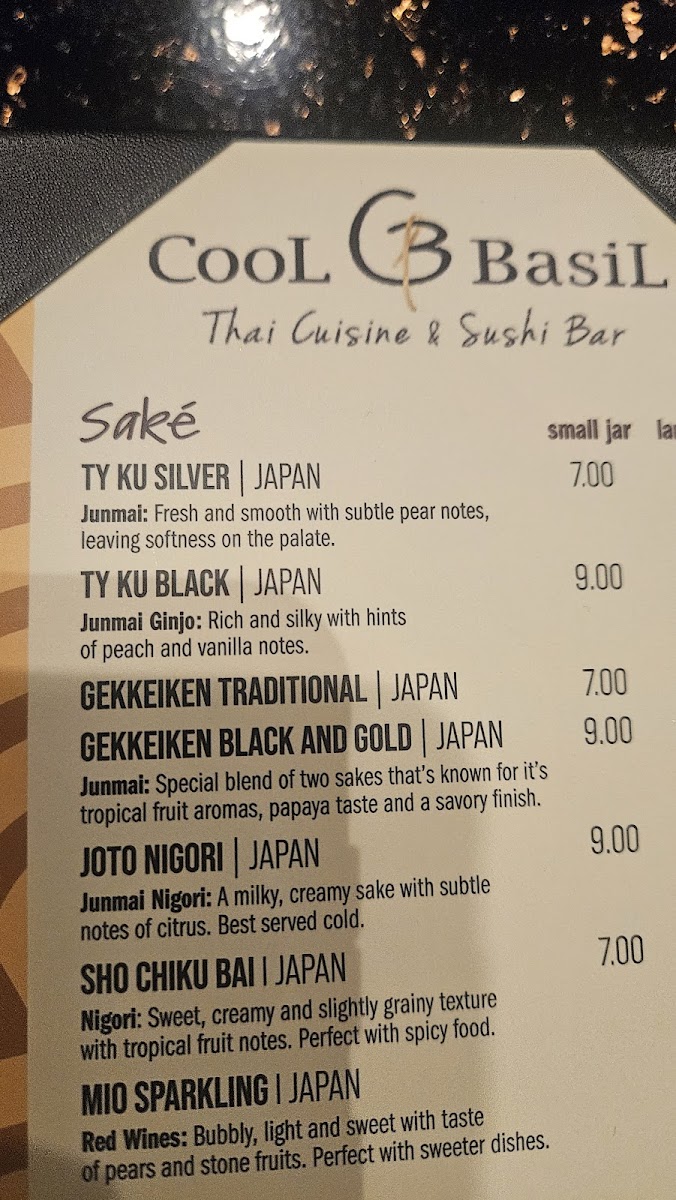 CooL CB BasiL
Thai Cuisine & Sushi Bar
Saké
small jar
TY KU SILVER | JAPAN 7.00
Junmai: Fresh and smooth with subtle pear notes,
leaving softness on the palate.
TY KU BLACK | JAPAN 9.00
Junmai Ginjo: Rich and silky with hints
of peach and vanilla notes.
GEKKEIKEN TRADITIONAL | JAPAN 7.00
GEKKEIKEN BLACK AND GOLD | JAPAN 9.00
Junmai: Special blend of two sakes that's known for it's
tropical fruit aromas, papaya taste and a savory finish.
JOTO NIGORI | JAPAN 9.00
Junmai Nigori: A milky, creamy sake with subtle
notes of citrus. Best served cold.
SHO CHIKU BAI | JAPAN 7.00
Nigori: Sweet, creamy and slightly grainy texture
with tropical fruit notes. Perfect with spicy food.
MIO SPARKLING | JAPAN
Red Wines: Bubbly, light and sweet with taste
of pears and stone fruits. Perfect with sweeter dishes.